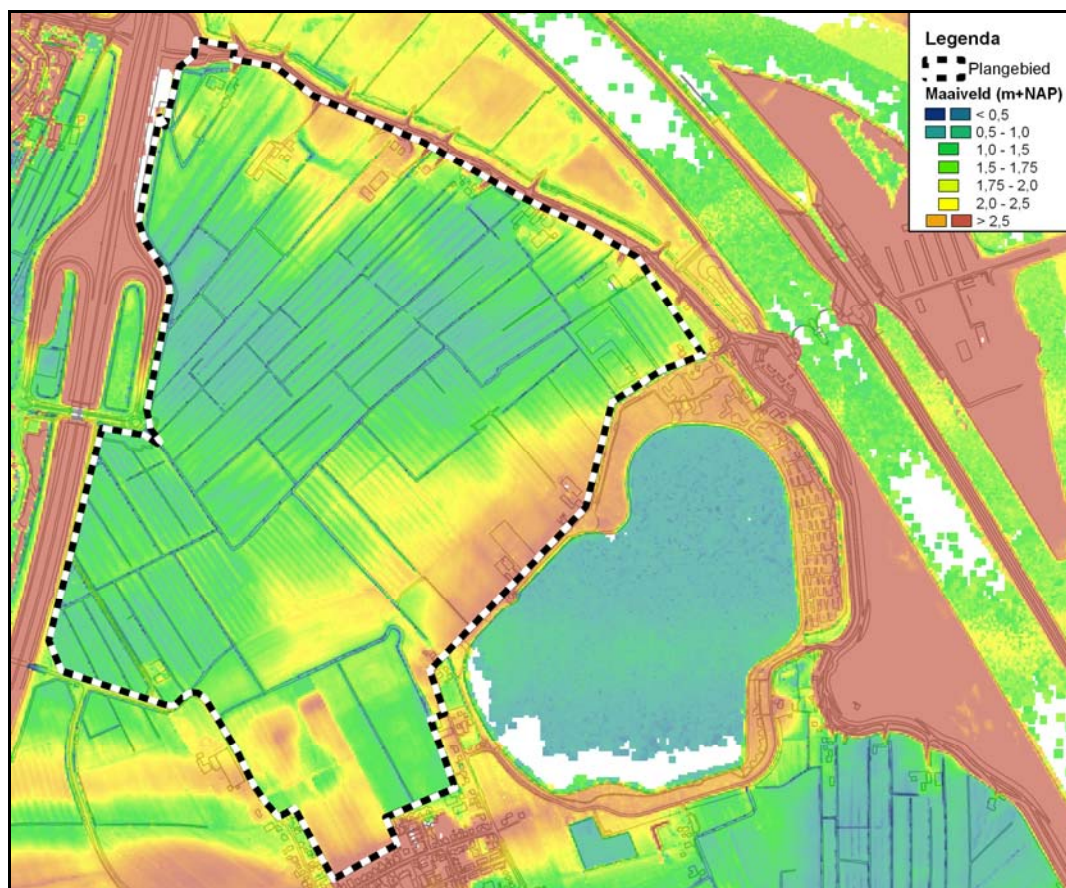 Legenda
Plangebied
Maaiveld (m+NAP)
< 0,5
0,5 - 1,0
1,0 - 1,5
1,5 - 1,75
1,75 - 2,0
2,0 - 2,5
> 2,5